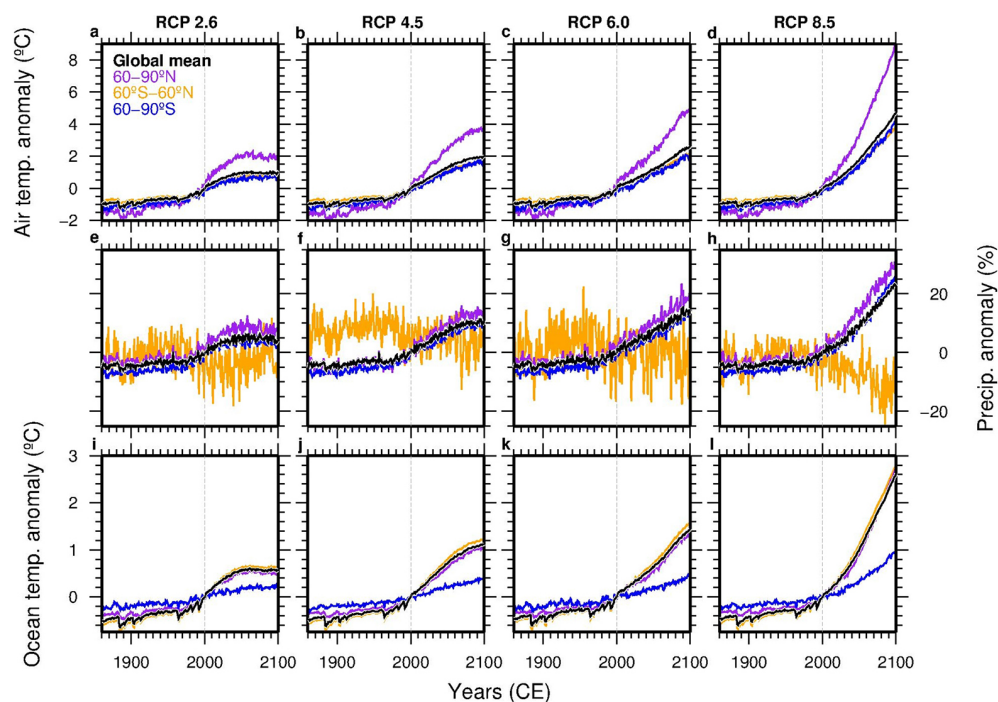 RCP 2.6 RCP 4.5 RCP 6.0 RCP 8.5
a b c d
Air temp. anomaly (ºC)
8
6
4
2
0
−2
Global mean
60−90ºN
60ºS−60ºN
60−90ºS
e f g h
Precip. anomaly (%)
20
0
−20
i j k l
Ocean temp. anomaly (ºC)
3
2
1
0
1900 2000 2100 1900 2000 2100 1900 2000 2100 1900 2000 2100
Years (CE)